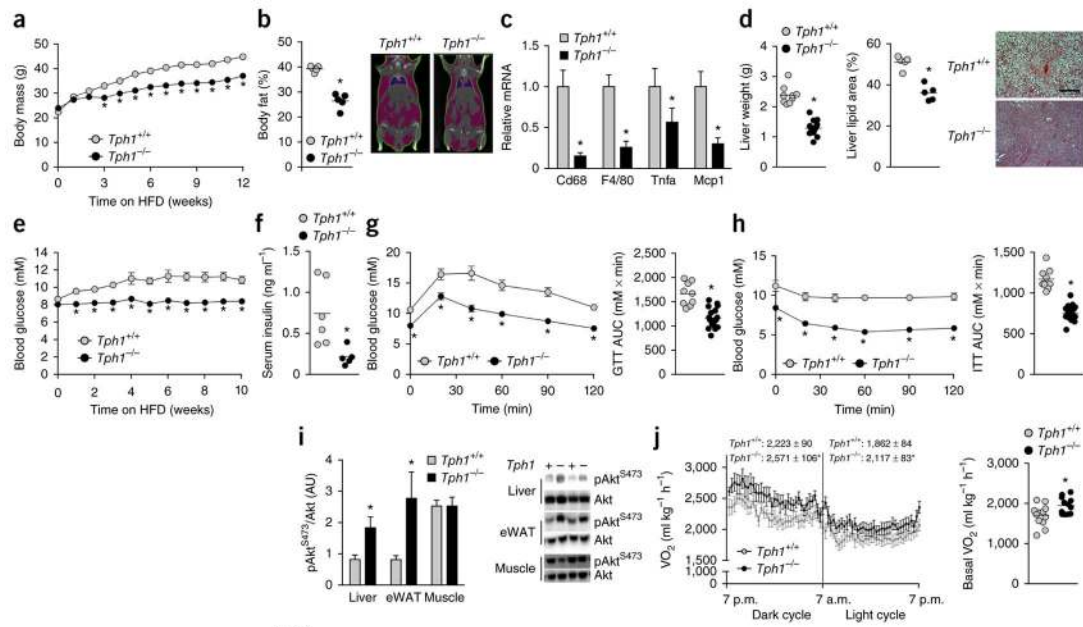 a
Body mass (g)
50
40
30
20
10
0
0 2 4 6 8 10 12
Time on HFD (weeks)
Tph1+/+
Tph1−/−
* * * * * * * * * *
b
Body fat (%)
50
40
30
20
10
0
*
Tph1+/+
Tph1−/−
Tph1+/+ Tph1−/−
c
Tph1+/+
Tph1−/−
Relative mRNA
1.5
1.0
0.5
0
* * * *
Cd68 F4/80 Tnfa Mcp1
d
Tph1+/+
Tph1−/−
Liver weight (g)
4
3
2
1
0
*
Liver lipid area (%)
60
40
20
0
*
Tph1+/+
Tph1−/−
e
Blood glucose (mM)
14
12
10
8
6
4
2
0
* * * * * * * * * *
Tph1+/+
Tph1−/−
0 2 4 6 8 10
Time on HFD (weeks)
f
Tph1+/+
Tph1−/−
Serum insulin (ng ml−1)
1.5
1.0
0.5
0
*
g
Blood glucose (mM)
20
15
10
5
0
* * * * * *
Tph1+/+ Tph1−/−
0 30 60 90 120
Time (min)
GTT AUC (mM × min)
2,500
2,000
1,500
1,000
500
0
*
h
Blood glucose (mM)
14
12
10
8
6
4
2
0
* * * * * *
Tph1+/+ Tph1−/−
0 30 60 90 120
Time (min)
ITT AUC (mM × min)
1,500
1,000
500
0
*
i
pAktS473/Akt (AU)
4
3
2
1
0
* *
Tph1+/+
Tph1−/−
Liver eWAT Muscle
Tph1 + − + −
Liver
pAktS473
Akt
eWAT
pAktS473
Akt
Muscle
pAktS473
Akt
j
Tph1+/+: 2,223 ± 90 Tph1+/+: 1,862 ± 84
Tph1−/−: 2,571 ± 106* Tph1−/−: 2,117 ± 83*
VO2 (ml kg−1 h−1)
3,000
2,500
2,000
1,500
1,000
0
Tph1+/+
Tph1−/−
7 p.m. 7 a.m. 7 p.m.
Dark cycle Light cycle
Tph1+/+
Tph1−/−
Basal VO2 (ml kg−1 h−1)
3,000
2,000
1,000
0
*